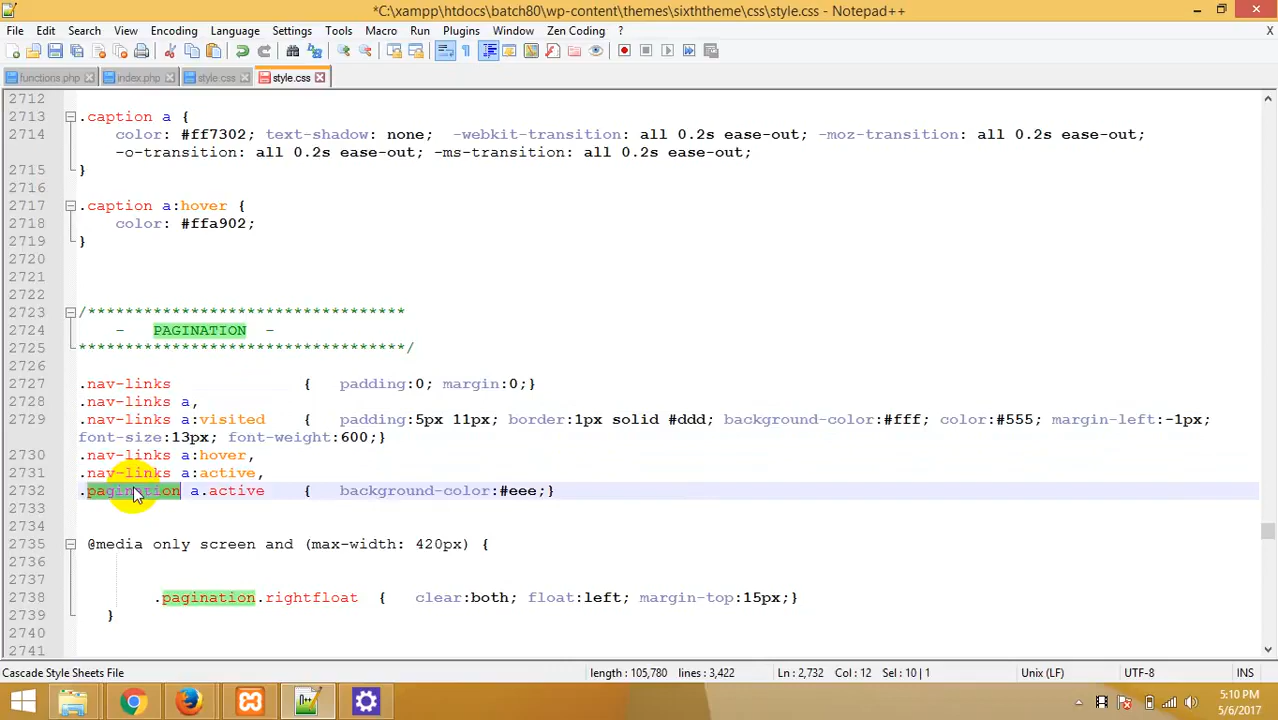 *C:\xampp\htdocs\batch80\wp-content\themes\sixththeme\css\style.css - Notepad++
File Edit Search View Encoding Language Settings Tools Macro Run Plugins Window Zen Coding ? X
functions.php index.php style.css style.css
2712
2713 .caption a {
2714 color: #ff7302; text-shadow: none; -webkit-transition: all 0.2s ease-out; -moz-transition: all 0.2s ease-out;
-o-transition: all 0.2s ease-out; -ms-transition: all 0.2s ease-out;
2715 }
2716
2717 .caption a:hover {
2718 color: #ffa902;
2719 }
2720
2721
2722
2723 /***********************************
2724 - PAGINATION -
2725 ***********************************/
2726
2727 .nav-links { padding:0; margin:0;}
2728 .nav-links a,
2729 .nav-links a:visited { padding:5px 11px; border:1px solid #ddd; background-color:#fff; color:#555; margin-left:-1px;
font-size:13px; font-weight:600;}
2730 .nav-links a:hover,
2731 .nav-links a:active,
2732 .pagination a.active { background-color:#eee;}
2733
2734
2735 @media only screen and (max-width: 420px) {
2736
2737
2738 .pagination.rightfloat { clear:both; float:left; margin-top:15px;}
2739 }
2740
2741
Cascade Style Sheets File length : 105,780 lines : 3,422 Ln : 2,732 Col : 12 Sel : 10 | 1 Unix (LF) UTF-8 INS
5:10 PM
5/6/2017